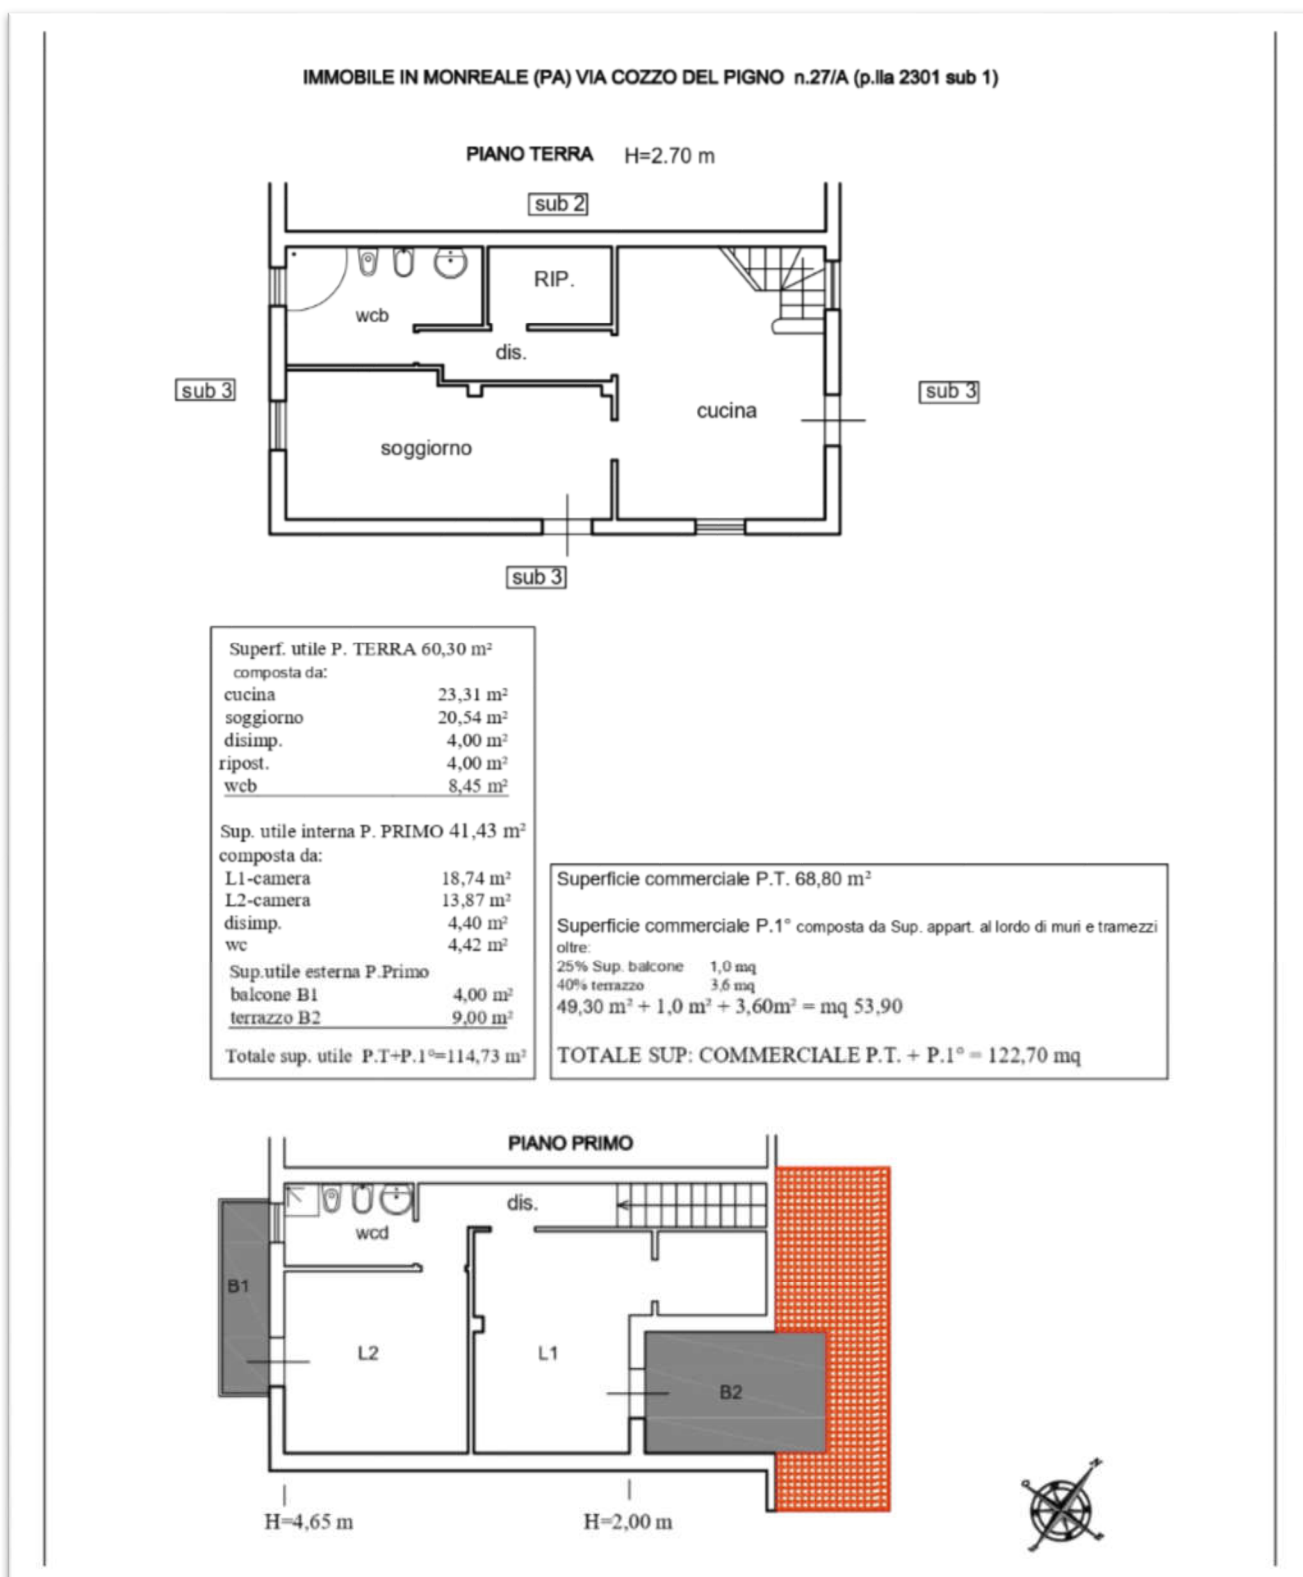 IMMOBILE IN MONREALE (PA) VIA COZZO DEL PIGNO n.27/A (p.lla 2301 sub 1)
PIANO TERRA H=2.70 m
sub 2
RIP.
wcb
dis.
sub 3
sub 3
cucina
soggiorno
sub 3
Superf. utile P. TERRA 60,30 m²
composta da:
cucina 23,31 m²
soggiorno 20,54 m²
disimp. 4,00 m²
ripost. 4,00 m²
wcb 8,45 m²
Sup. utile interna P. PRIMO 41,43 m²
composta da:
L1-camera 18,74 m²
L2-camera 13,87 m²
disimp. 4,40 m²
wc 4,42 m²
Sup.utile esterna P.Primo
balcone B1 4,00 m²
terrazzo B2 9,00 m²
Totale sup. utile P.T+P.1°=114,73 m²
Superficie commerciale P.T. 68,80 m²
Superficie commerciale P.1° composta da Sup. appart. al lordo di muri e tramezzi
oltre:
25% Sup. balcone 1,0 mq
40% terrazzo 3,6 mq
49,30 m² + 1,0 m² + 3,60m² = mq 53,90
TOTALE SUP: COMMERCIALE P.T. + P.1° = 122,70 mq
PIANO PRIMO
dis.
wcd
B1
L2
L1
B2
H=4,65 m
H=2,00 m
N